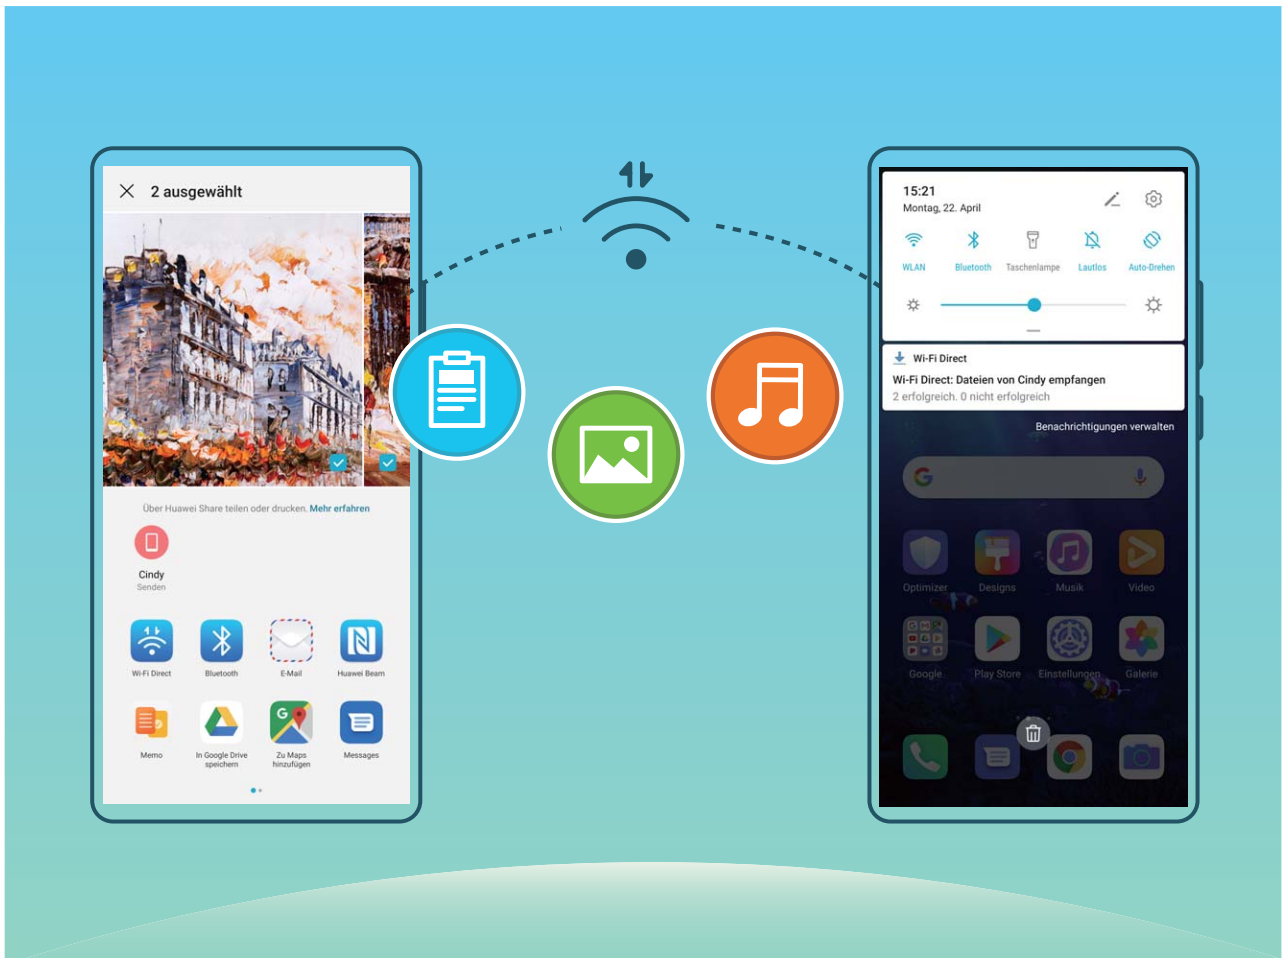 2 ausgewählt
Über Huawei Share teilen oder drucken. Mehr erfahren
Cindy
Senden
Wi-Fi Direct
Bluetooth
E-Mail
Huawei Beam
Memo
In Google Drive
speichern
Zu Maps
hinzufügen
Messages
15:21
Montag, 22. April
WLAN
Bluetooth
Taschenlampe
Lautlos
Auto-Drehen
Wi-Fi Direct
Wi-Fi Direct: Dateien von Cindy empfangen
2 erfolgreich. 0 nicht erfolgreich
Benachrichtigungen verwalten
Optimizer
Designs
Musik
Video
Google
Play Store
Einstellungen
Galerie